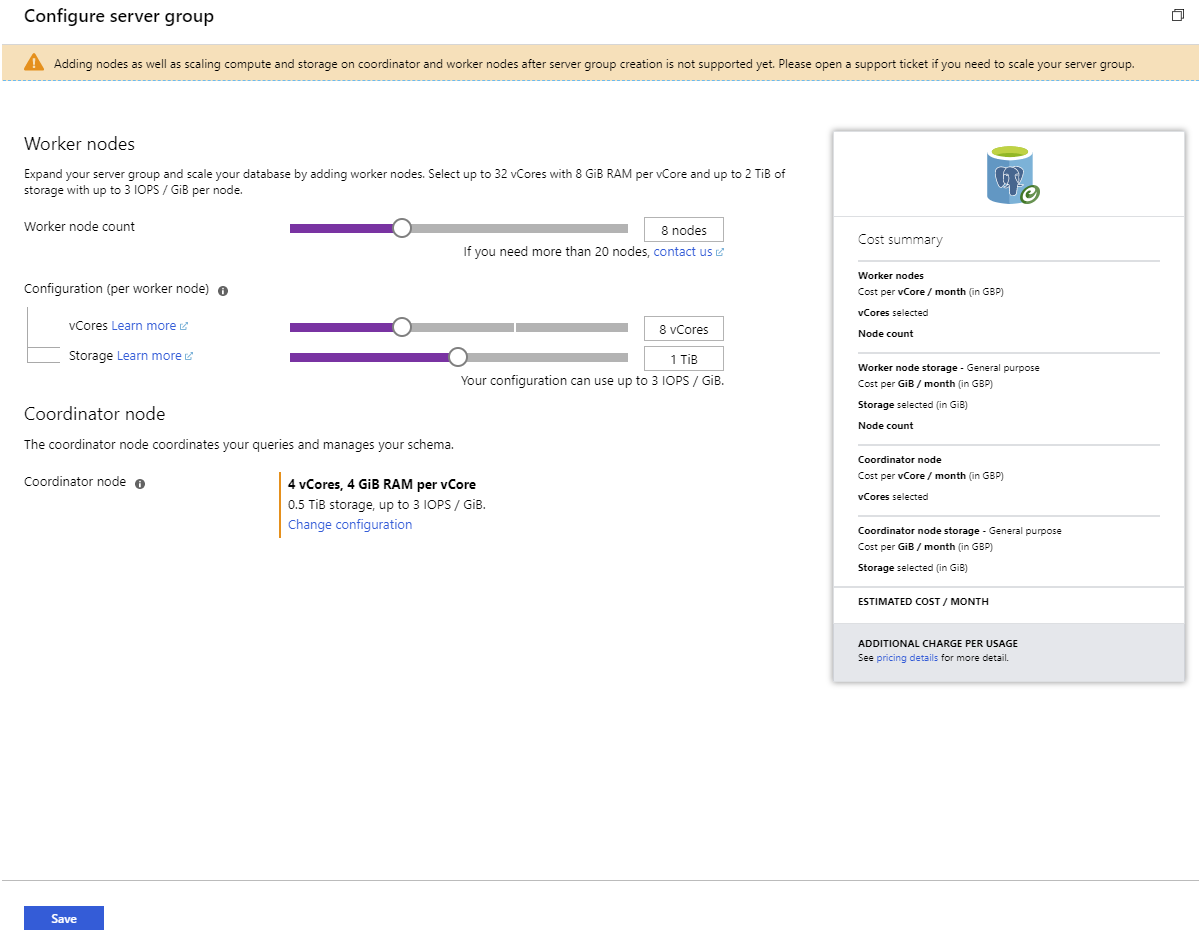 Configure server group
Adding nodes as well as scaling compute and storage on coordinator and worker nodes after server group creation is not supported yet. Please open a support ticket if you need to scale your server group.
Worker nodes
Expand your server group and scale your database by adding worker nodes. Select up to 32 vCores with 8 GiB RAM per vCore and up to 2 TiB of
storage with up to 3 IOPS / GiB per node.
Worker node count
8 nodes
If you need more than 20 nodes, contact us
Configuration (per worker node)
vCores Learn more
8 vCores
Storage Learn more
1 TiB
Your configuration can use up to 3 IOPS / GiB.
Coordinator node
The coordinator node coordinates your queries and manages your schema.
Coordinator node
4 vCores, 4 GiB RAM per vCore
0.5 TiB storage, up to 3 IOPS / GiB.
Change configuration
Cost summary
Worker nodes
Cost per vCore / month (in GBP)
vCores selected
Node count
Worker node storage - General purpose
Cost per GiB / month (in GBP)
Storage selected (in GiB)
Node count
Coordinator node
Cost per vCore / month (in GBP)
vCores selected
Coordinator node storage - General purpose
Cost per GiB / month (in GBP)
Storage selected (in GiB)
ESTIMATED COST / MONTH
ADDITIONAL CHARGE PER USAGE
See pricing details for more detail.
Save